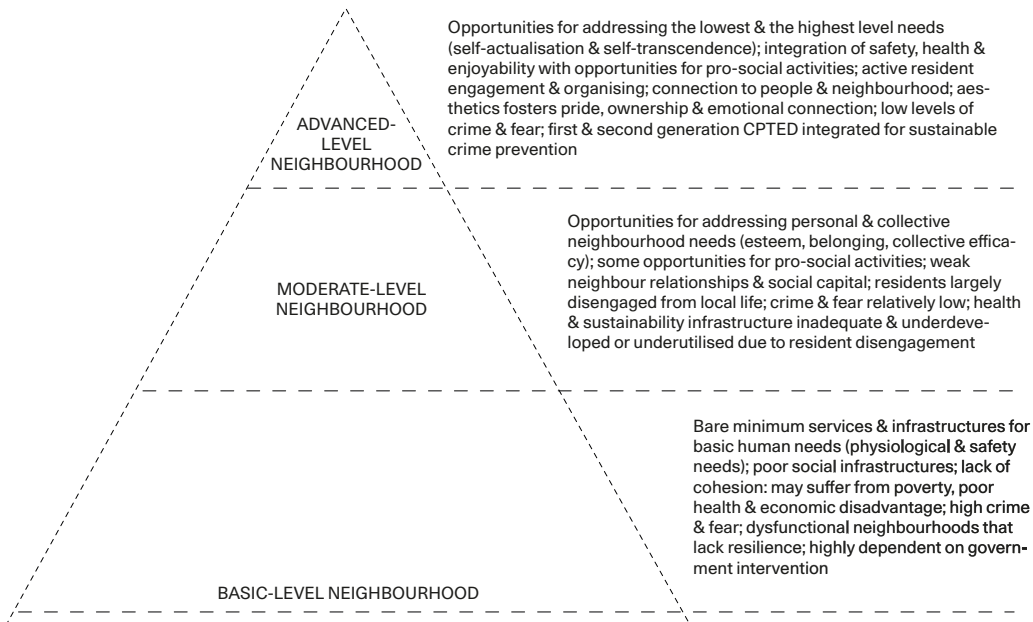 Opportunities for addressing the lowest & the highest level needs
(self-actualisation & self-transcendence); integration of safety, health &
enjoyability with opportunities for pro-social activities; active resident
engagement & organising; connection to people & neighbourhood; aes-
thetics fosters pride, ownership & emotional connection; low levels of
crime & fear; first & second generation CPTED integrated for sustainable
crime prevention
ADVANCED-
LEVEL
NEIGHBOURHOOD
Opportunities for addressing personal & collective
neighbourhood needs (esteem, belonging, collective effica-
cy); some opportunities for pro-social activities; weak
neighbour relationships & social capital; residents largely
disengaged from local life; crime & fear relatively low; health
& sustainability infrastructure inadequate & underdeve-
loped or underutilised due to resident disengagement
MODERATE-LEVEL
NEIGHBOURHOOD
Bare minimum services & infrastructures for
basic human needs (physiological & safety
needs); poor social infrastructures; lack of
cohesion: may suffer from poverty, poor
health & economic disadvantage; high crime
& fear; dysfunctional neighbourhoods that
lack resilience; highly dependent on govern-
ment intervention
BASIC-LEVEL NEIGHBOURHOOD